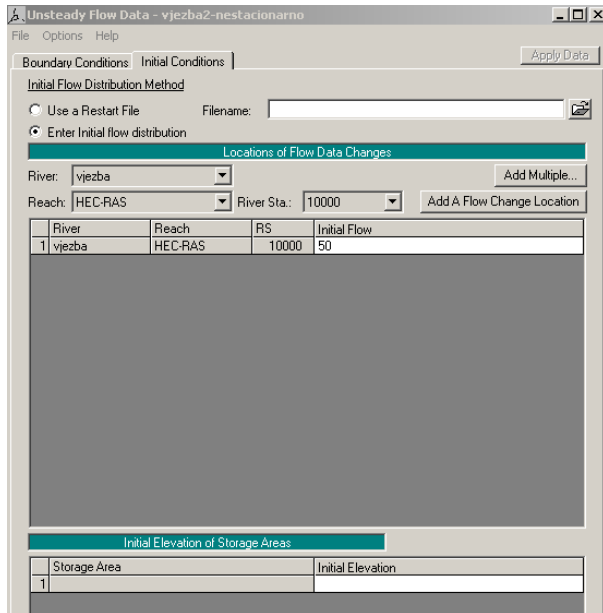 Unsteady Flow Data - vjezba2-nestacionarno
File Options Help
Boundary Conditions Initial Conditions Apply Data
Initial Flow Distribution Method
Use a Restart File Filename:
Enter Initial flow distribution
Locations of Flow Data Changes
River: vjezba Add Multiple...
Reach: HEC-RAS River Sta.: 10000 Add A Flow Change Location
River Reach RS Initial Flow
1 vjezba HEC-RAS 10000 50
Initial Elevation of Storage Areas
Storage Area Initial Elevation
1